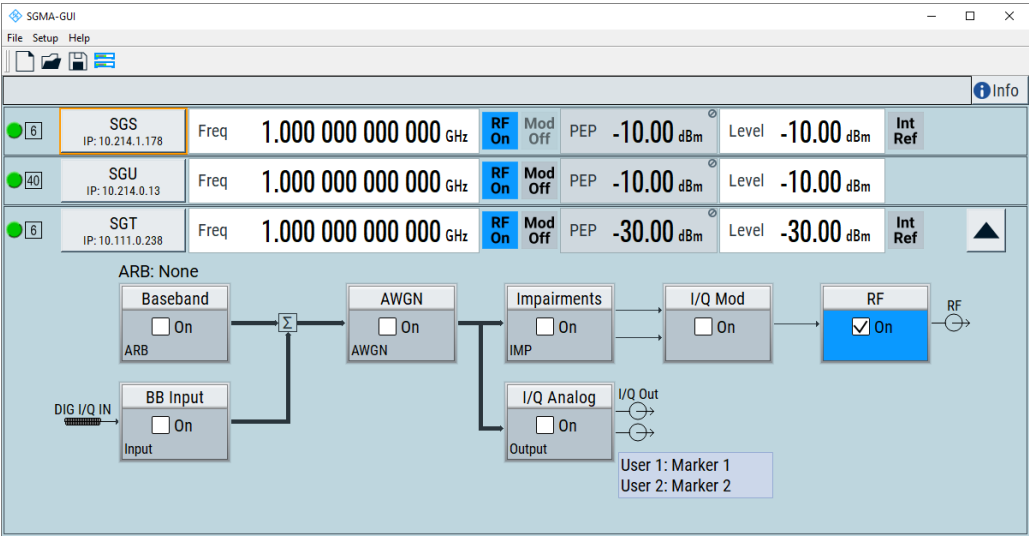 SGMA-GUI
File Setup Help
Info
6 SGS IP: 10.214.1.178 Freq 1.000 000 000 000 GHz RF On Mod Off PEP -10.00 dBm Level -10.00 dBm Int Ref
40 SGU IP: 10.214.0.13 Freq 1.000 000 000 000 GHz RF On Mod Off PEP -10.00 dBm Level -10.00 dBm
6 SGT IP: 10.111.0.238 Freq 1.000 000 000 000 GHz RF On Mod Off PEP -30.00 dBm Level -30.00 dBm Int Ref
ARB: None
Baseband AWGN Impairments I/Q Mod RF RF
On Σ On On On On
ARB AWGN IMP
DIG I/Q IN BB Input I/Q Analog I/Q Out
On On
Input Output
User 1: Marker 1
User 2: Marker 2